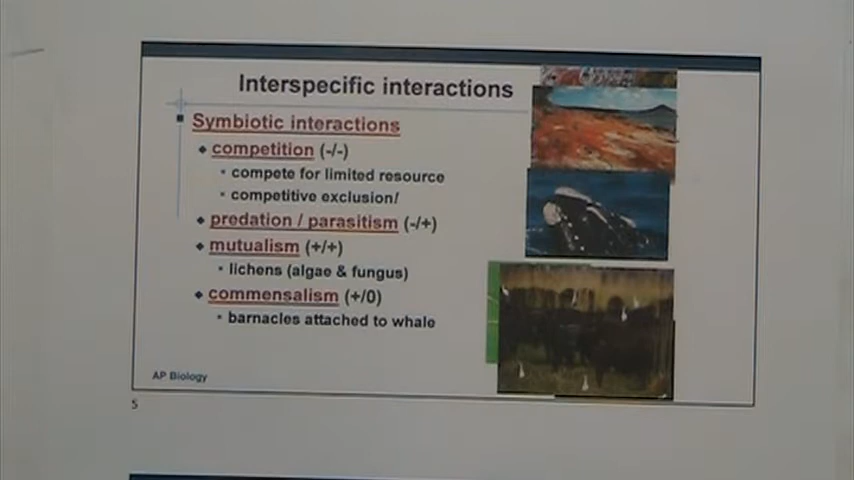 Interspecific interactions
Symbiotic interactions
competition (-/-)
compete for limited resource
competitive exclusion/
predation / parasitism (-/+)
mutualism (+/+)
lichens (algae & fungus)
commensalism (+/0)
barnacles attached to whale
AP Biology
5